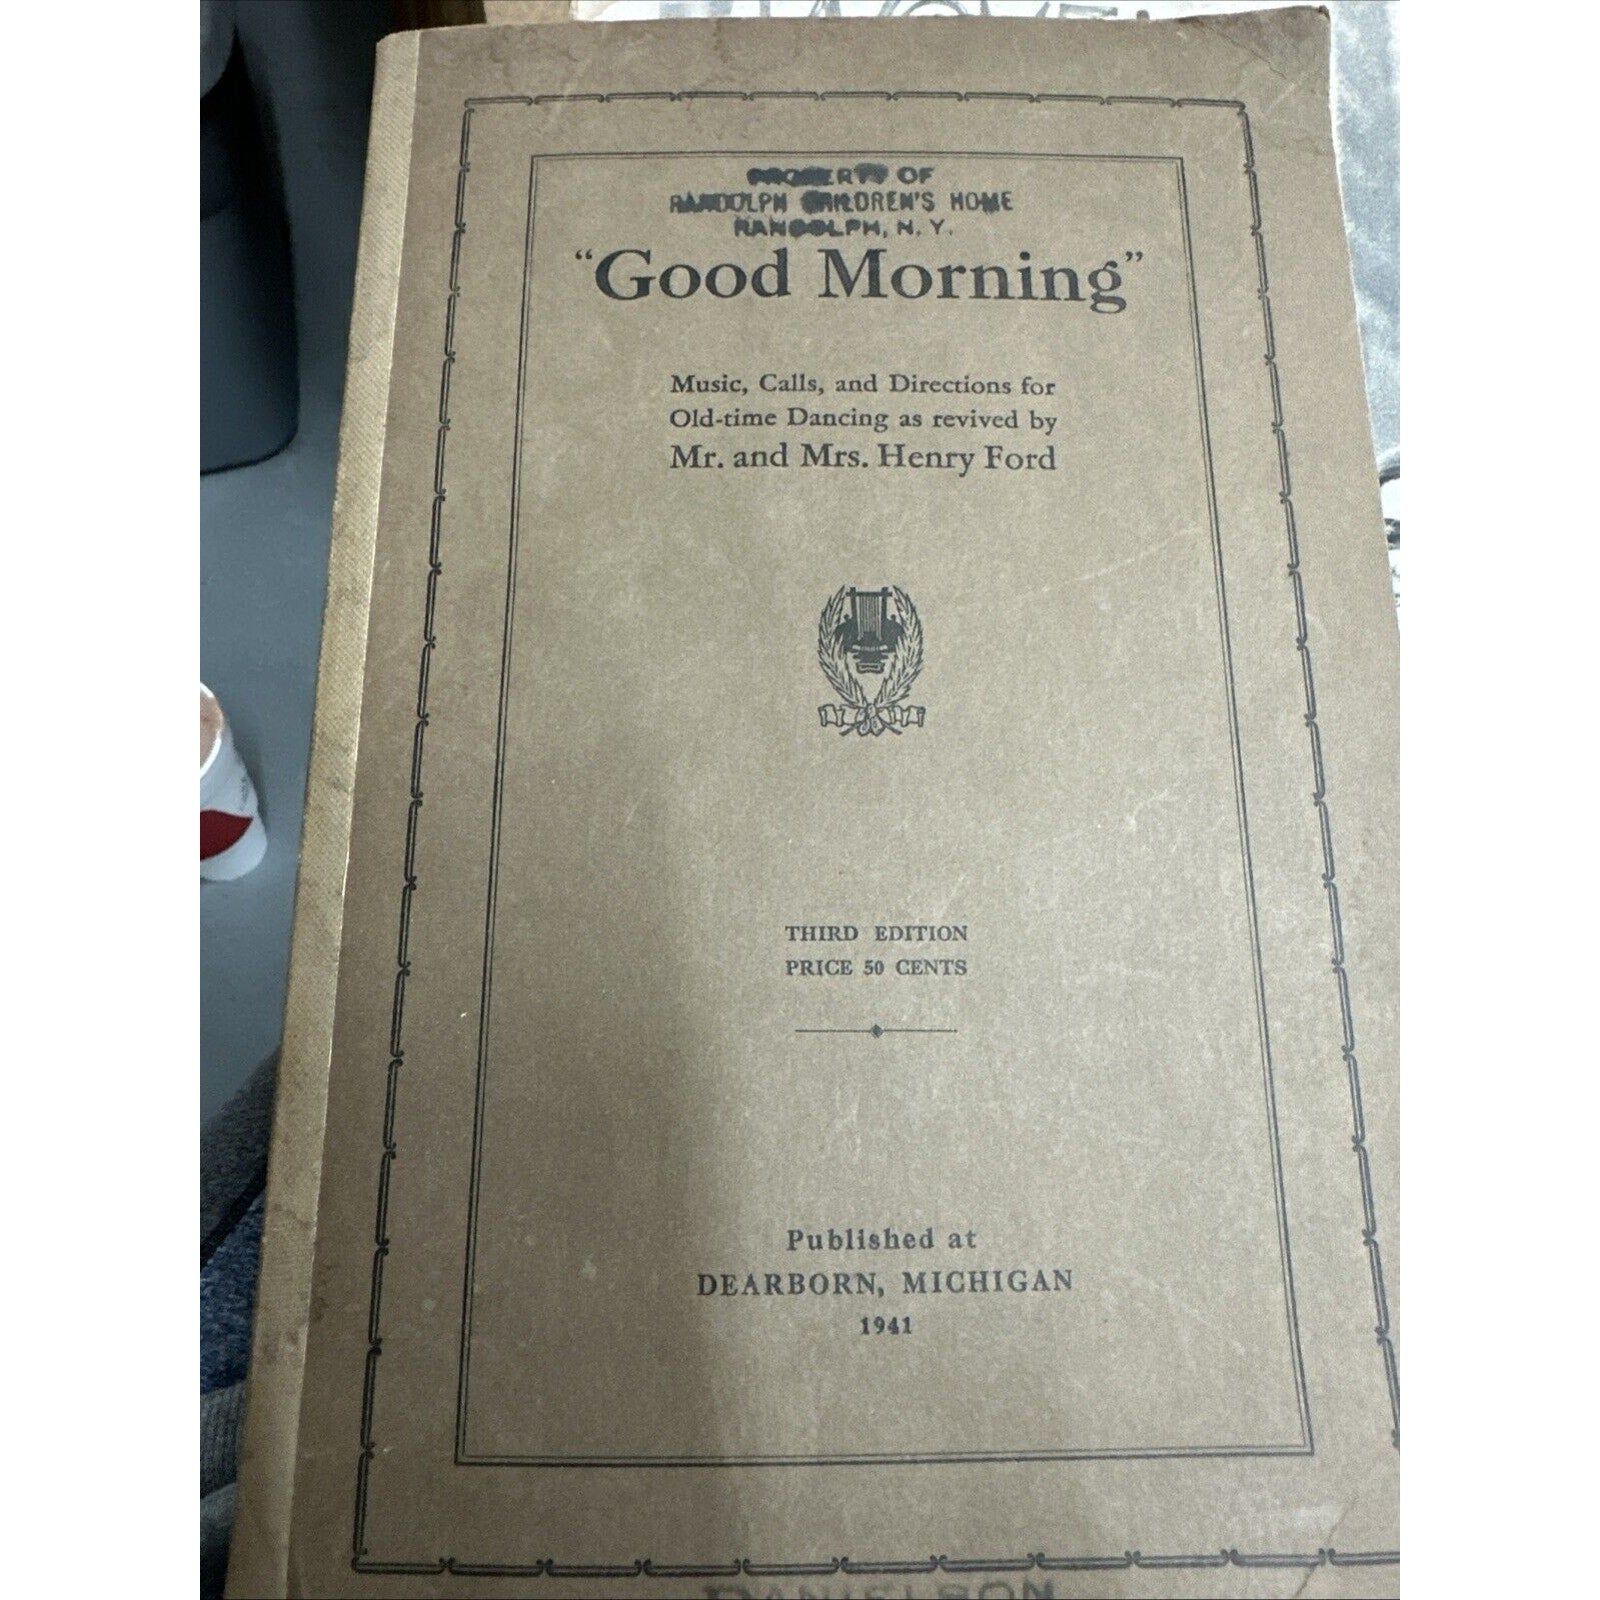 PROPERTY OF
RANDOLPH CHILDREN'S HOME
RANDOLPH, N. Y.
"Good Morning"
Music, Calls, and Directions for
Old-time Dancing as revived by
Mr. and Mrs. Henry Ford
THIRD EDITION
PRICE 50 CENTS
Published at
DEARBORN, MICHIGAN
1941
DANIELSON